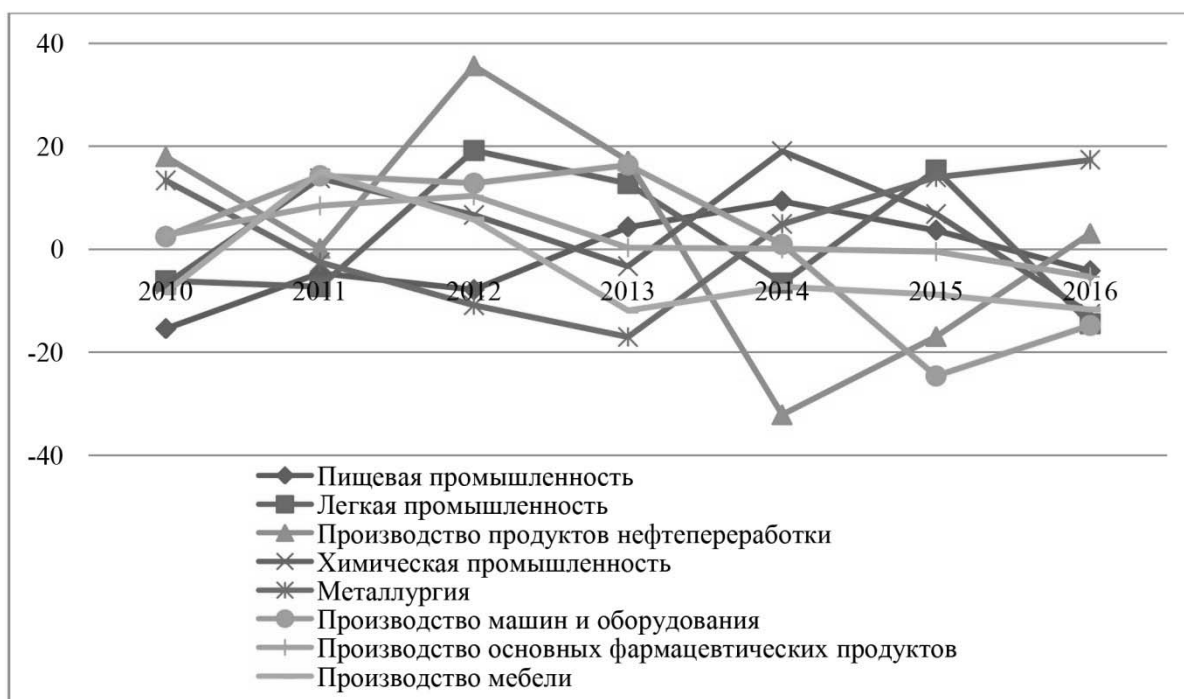 40
20
0
2010 2011 2012 2013 2014 2015 2016
-20
-40
Пищевая промышленность
Легкая промышленность
Производство продуктов нефтепереработки
Химическая промышленность
Металлургия
Производство машин и оборудования
Производство основных фармацевтических продуктов
Производство мебели